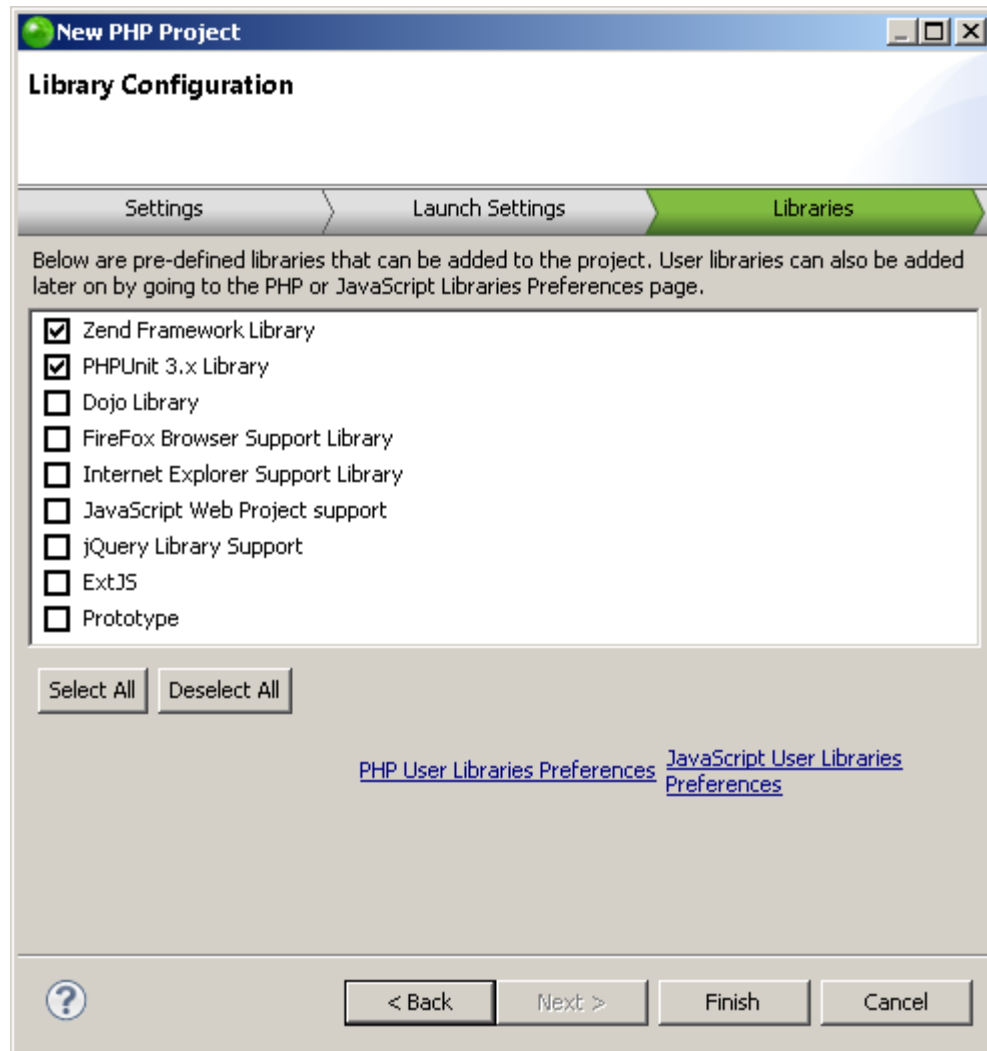 New PHP Project
Library Configuration
Settings
Launch Settings
Libraries
Below are pre-defined libraries that can be added to the project. User libraries can also be added
later on by going to the PHP or JavaScript Libraries Preferences page.
Zend Framework Library
PHPUnit 3.x Library
Dojo Library
FireFox Browser Support Library
Internet Explorer Support Library
JavaScript Web Project support
jQuery Library Support
ExtJS
Prototype
Select All
Deselect All
PHP User Libraries Preferences
JavaScript User Libraries
Preferences
?
< Back
Next >
Finish
Cancel